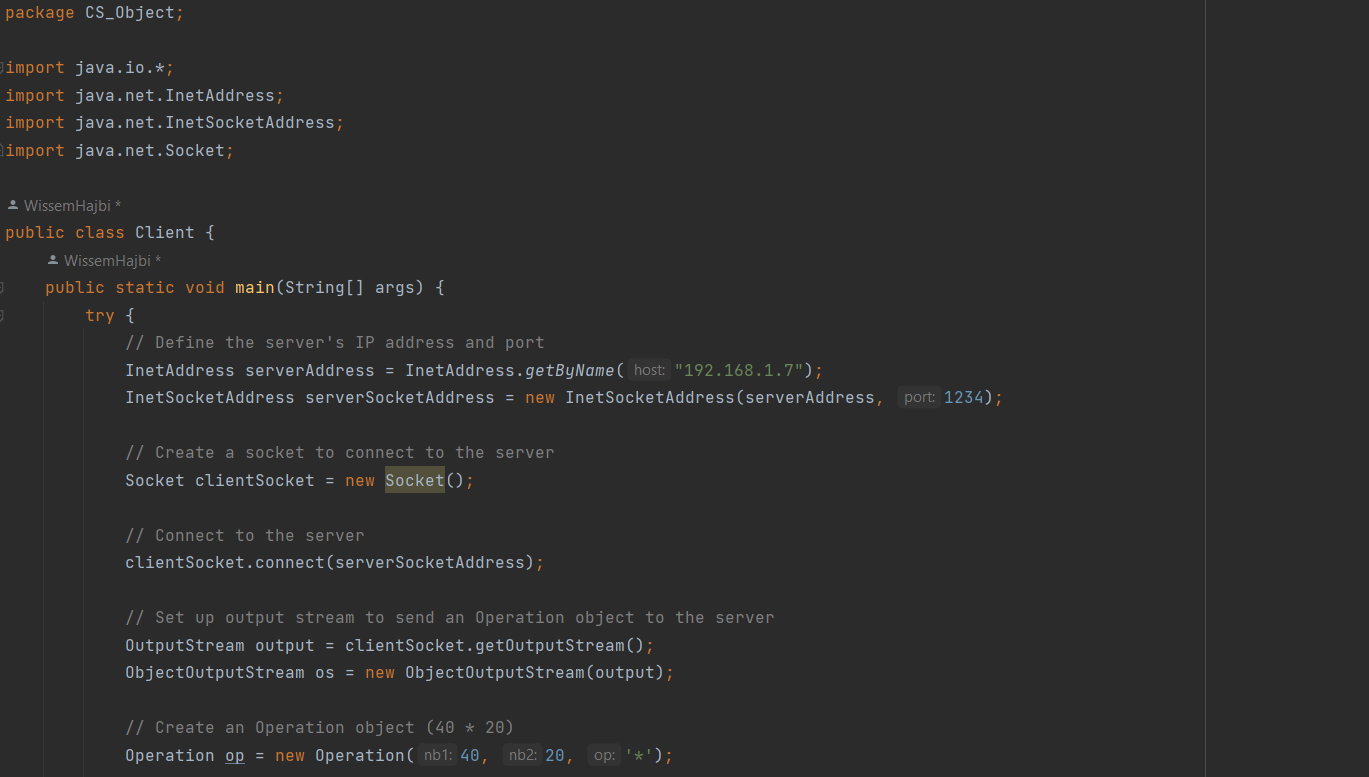 package CS_Object;
import java.io.*;
import java.net.InetAddress;
import java.net.InetSocketAddress;
import java.net.Socket;
WissemHajbi *
public class Client {
WissemHajbi *
public static void main(String[] args) {
try {
// Define the server's IP address and port
InetAddress serverAddress = InetAddress.getByName( host: "192.168.1.7");
InetSocketAddress serverSocketAddress = new InetSocketAddress(serverAddress, port: 1234);
// Create a socket to connect to the server
Socket clientSocket = new Socket();
// Connect to the server
clientSocket.connect(serverSocketAddress);
// Set up output stream to send an Operation object to the server
OutputStream output = clientSocket.getOutputStream();
ObjectOutputStream os = new ObjectOutputStream(output);
// Create an Operation object (40 * 20)
Operation op = new Operation( nb1: 40, nb2: 20, op: '*');